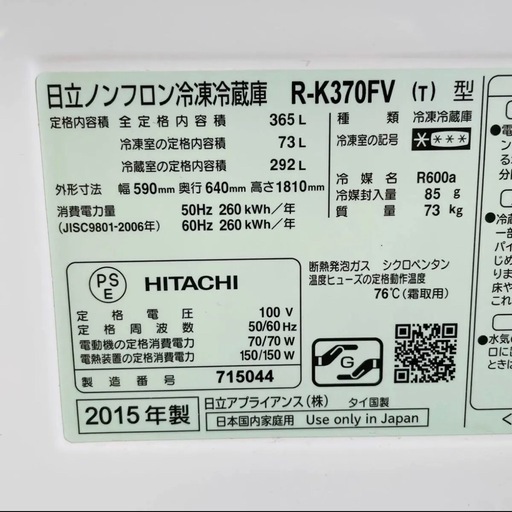 日立ノンフロン冷凍冷蔵庫 R-K370FV (T) 型
定格内容積 全定格内容積 365 L
冷凍室の定格内容積 73 L
冷蔵室の定格内容積 292 L
外形寸法 幅 590mm 奥行 640mm 高さ 1810mm
消費電力量 50Hz 260 kWh／年
(JISC9801-2006年) 60Hz 260 kWh／年
種類 冷凍冷蔵庫
冷凍室の記号 ****
冷媒名 R600a
冷媒封入量 85 g
質量 73 kg
PS
E
HITACHI
定格電圧 100 V
定格周波数 50/60 Hz
電動機の定格消費電力 70/70 W
電熱装置の定格消費電力 150/150 W
製造番号 715044
断熱発泡ガス シクロペンタン
温度ヒューズの定格動作温度
76℃(霜取用)
G
2015年製
日立アプライアンス(株) タイ国製
日本国内家庭用 Use only in Japan